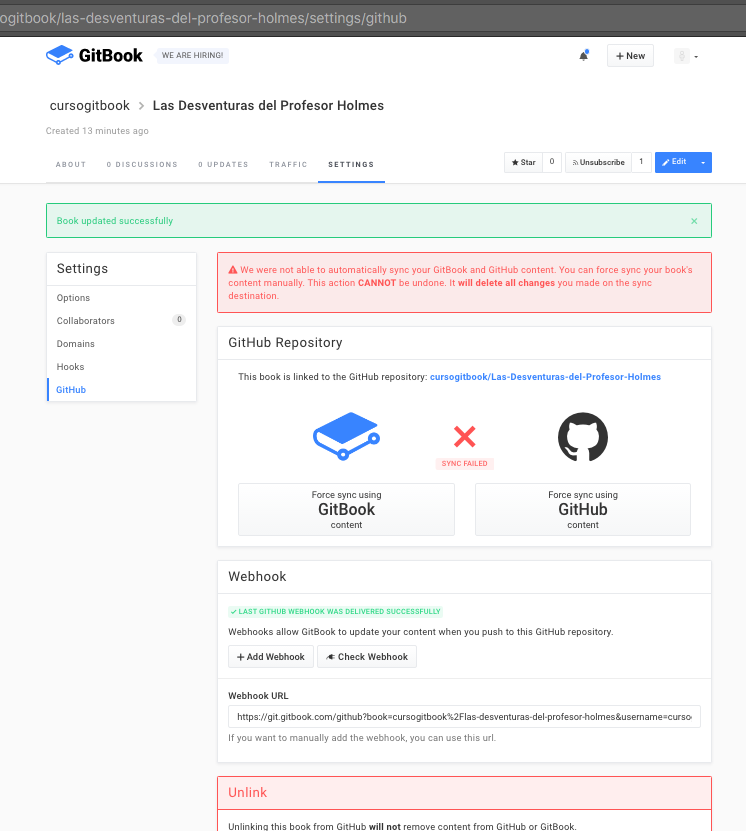 ogitbook/las-desventuras-del-profesor-holmes/settings/github
GitBook
WE ARE HIRING!
+ New
cursogitbook > Las Desventuras del Profesor Holmes
Created 13 minutes ago
ABOUT
0 DISCUSSIONS
0 UPDATES
TRAFFIC
SETTINGS
Star 0
Unsubscribe 1
Edit
Book updated successfully ×
Settings
Options
Collaborators 0
Domains
Hooks
GitHub
We were not able to automatically sync your GitBook and GitHub content. You can force sync your book's
content manually. This action CANNOT be undone. It will delete all changes you made on the sync
destination.
GitHub Repository
This book is linked to the GitHub repository: cursogitbook/Las-Desventuras-del-Profesor-Holmes
SYNC FAILED
Force sync using
GitBook
content
Force sync using
GitHub
content
Webhook
LAST GITHUB WEBHOOK WAS DELIVERED SUCCESSFULLY
Webhooks allow GitBook to update your content when you push to this GitHub repository.
+ Add Webhook
Check Webhook
Webhook URL
https://git.gitbook.com/github?book=cursogitbook%2Flas-desventuras-del-profesor-holmes&username=curso
If you want to manually add the webhook, you can use this url.
Unlink
Unlinking this book from GitHub will not remove content from GitHub or GitBook.